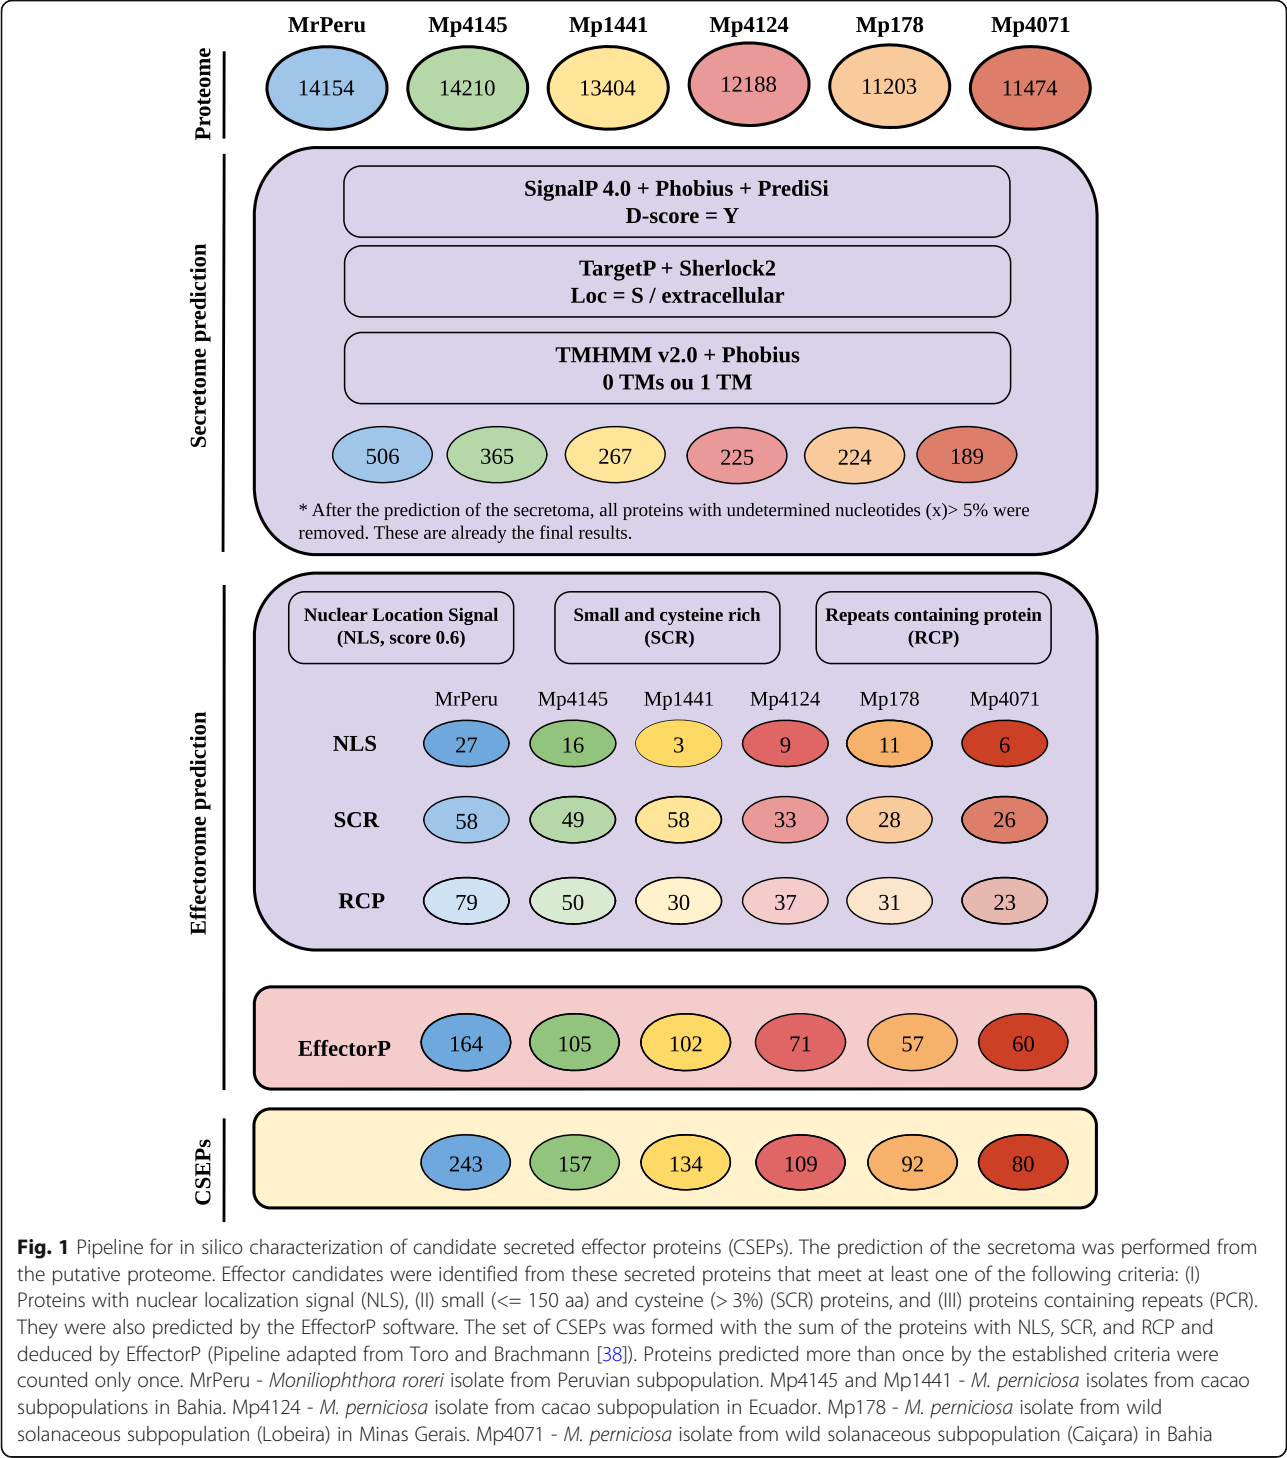 MrPeru Mp4145 Mp1441 Mp4124 Mp178 Mp4071
Proteome
14154 14210 13404 12188 11203 11474
Secretome prediction
SignalP 4.0 + Phobius + PrediSi
D-score = Y
TargetP + Sherlock2
Loc = S / extracellular
TMHMM v2.0 + Phobius
0 TMs ou 1 TM
506 365 267 225 224 189
* After the prediction of the secretoma, all proteins with undetermined nucleotides (x)> 5% were
removed. These are already the final results.
Effectorome prediction
Nuclear Location Signal
(NLS, score 0.6)
Small and cysteine rich
(SCR)
Repeats containing protein
(RCP)
MrPeru Mp4145 Mp1441 Mp4124 Mp178 Mp4071
NLS 27 16 3 9 11 6
SCR 58 49 58 33 28 26
RCP 79 50 30 37 31 23
EffectorP 164 105 102 71 57 60
CSEPs
243 157 134 109 92 80
Fig. 1 Pipeline for in silico characterization of candidate secreted effector proteins (CSEPs). The prediction of the secretoma was performed from
the putative proteome. Effector candidates were identified from these secreted proteins that meet at least one of the following criteria: (I)
Proteins with nuclear localization signal (NLS), (II) small (<= 150 aa) and cysteine (> 3%) (SCR) proteins, and (III) proteins containing repeats (PCR).
They were also predicted by the EffectorP software. The set of CSEPs was formed with the sum of the proteins with NLS, SCR, and RCP and
deduced by EffectorP (Pipeline adapted from Toro and Brachmann [38]). Proteins predicted more than once by the established criteria were
counted only once. MrPeru - Moniliophthora roreri isolate from Peruvian subpopulation. Mp4145 and Mp1441 - M. perniciosa isolates from cacao
subpopulations in Bahia. Mp4124 - M. perniciosa isolate from cacao subpopulation in Ecuador. Mp178 - M. perniciosa isolate from wild
solanaceous subpopulation (Lobeira) in Minas Gerais. Mp4071 - M. perniciosa isolate from wild solanaceous subpopulation (Caiçara) in Bahia